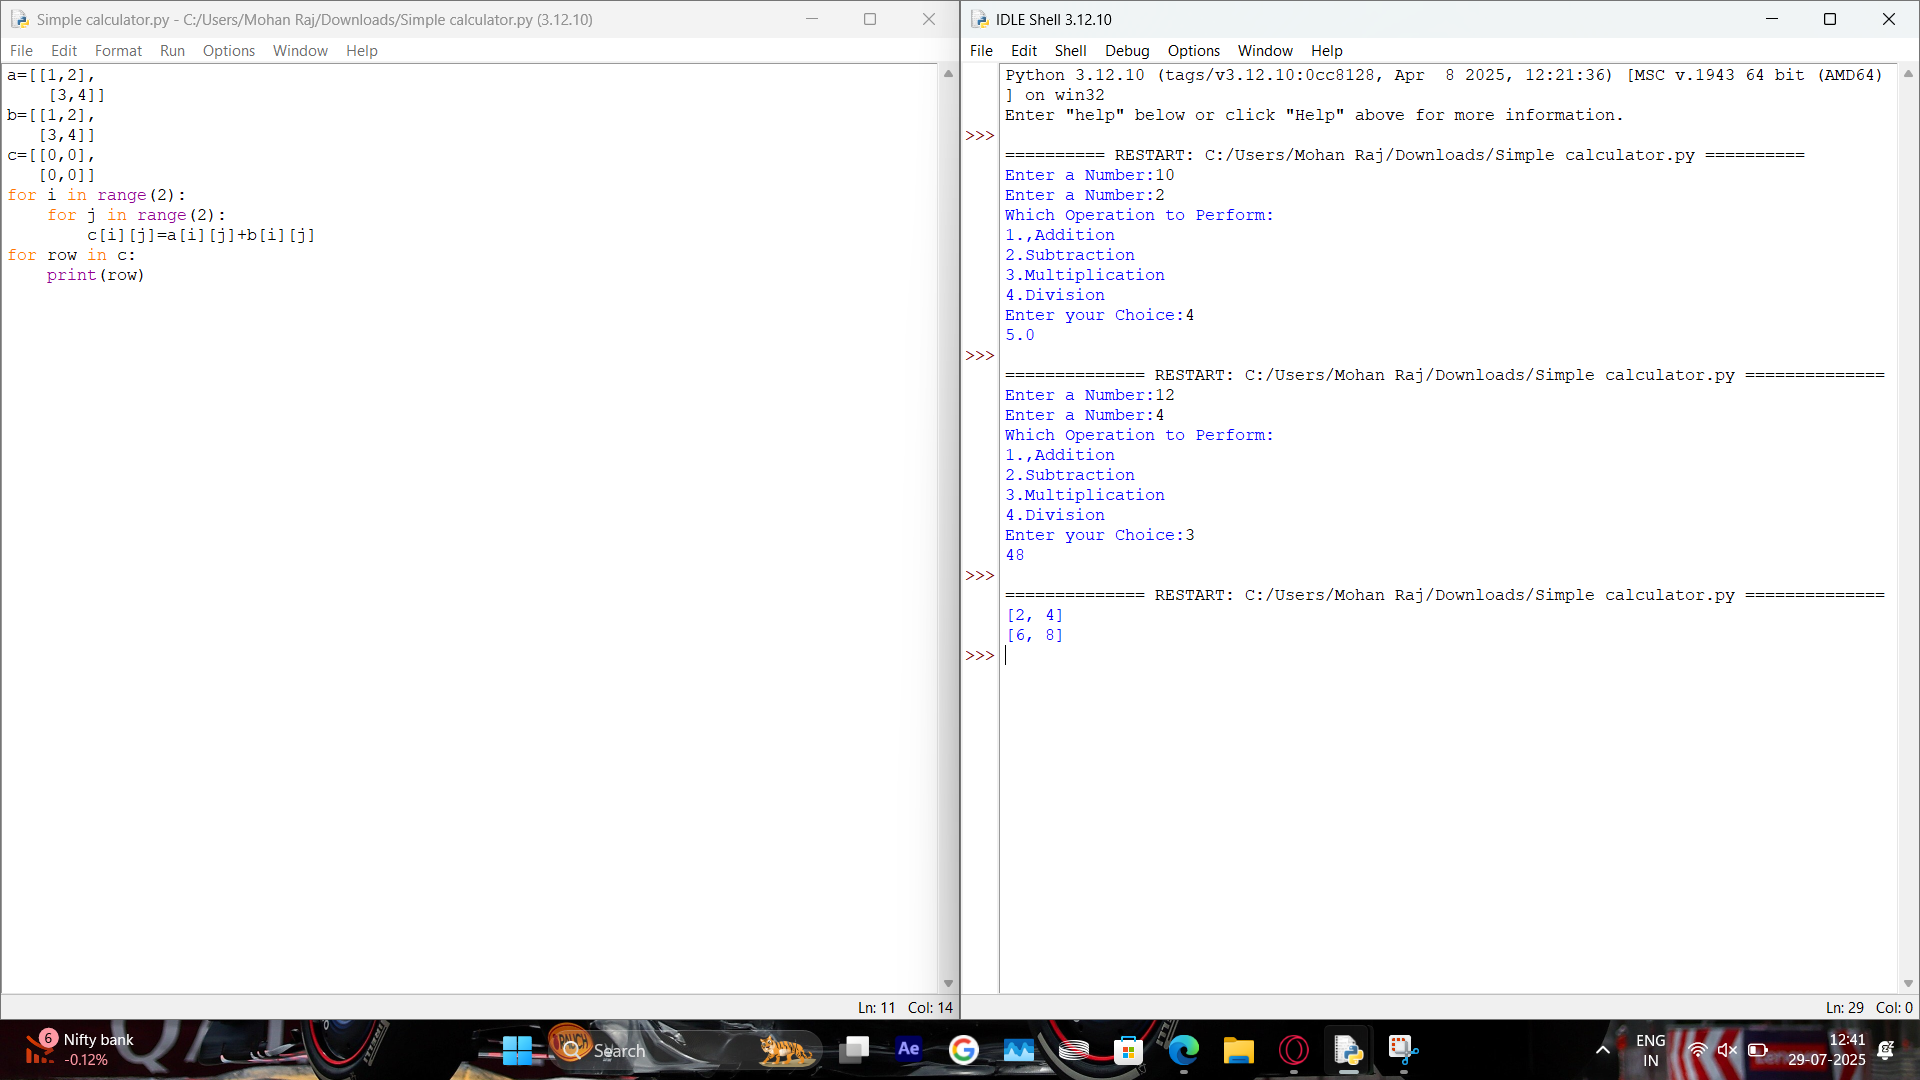 Simple calculator.py - C:/Users/Mohan Raj/Downloads/Simple calculator.py (3.12.10)
File Edit Format Run Options Window Help
a=[[1,2],
[3,4]]
b=[[1,2],
[3,4]]
c=[[0,0],
[0,0]]
for i in range(2):
for j in range(2):
c[i][j]=a[i][j]+b[i][j]
for row in c:
print(row)
Ln: 11 Col: 14
IDLE Shell 3.12.10
File Edit Shell Debug Options Window Help
Python 3.12.10 (tags/v3.12.10:0cc8128, Apr  8 2025, 12:21:36) [MSC v.1943 64 bit (AMD64)
] on win32
Enter "help" below or click "Help" above for more information.
>>>
========== RESTART: C:/Users/Mohan Raj/Downloads/Simple calculator.py ==========
Enter a Number:10
Enter a Number:2
Which Operation to Perform:
1.,Addition
2.Subtraction
3.Multiplication
4.Division
Enter your Choice:4
5.0
>>>
============== RESTART: C:/Users/Mohan Raj/Downloads/Simple calculator.py ==============
Enter a Number:12
Enter a Number:4
Which Operation to Perform:
1.,Addition
2.Subtraction
3.Multiplication
4.Division
Enter your Choice:3
48
>>>
============== RESTART: C:/Users/Mohan Raj/Downloads/Simple calculator.py ==============
[2, 4]
[6, 8]
>>>
Ln: 29 Col: 0
6
Nifty bank
-0.12%
Search
Ae
ENG
IN
12:41
29-07-2025